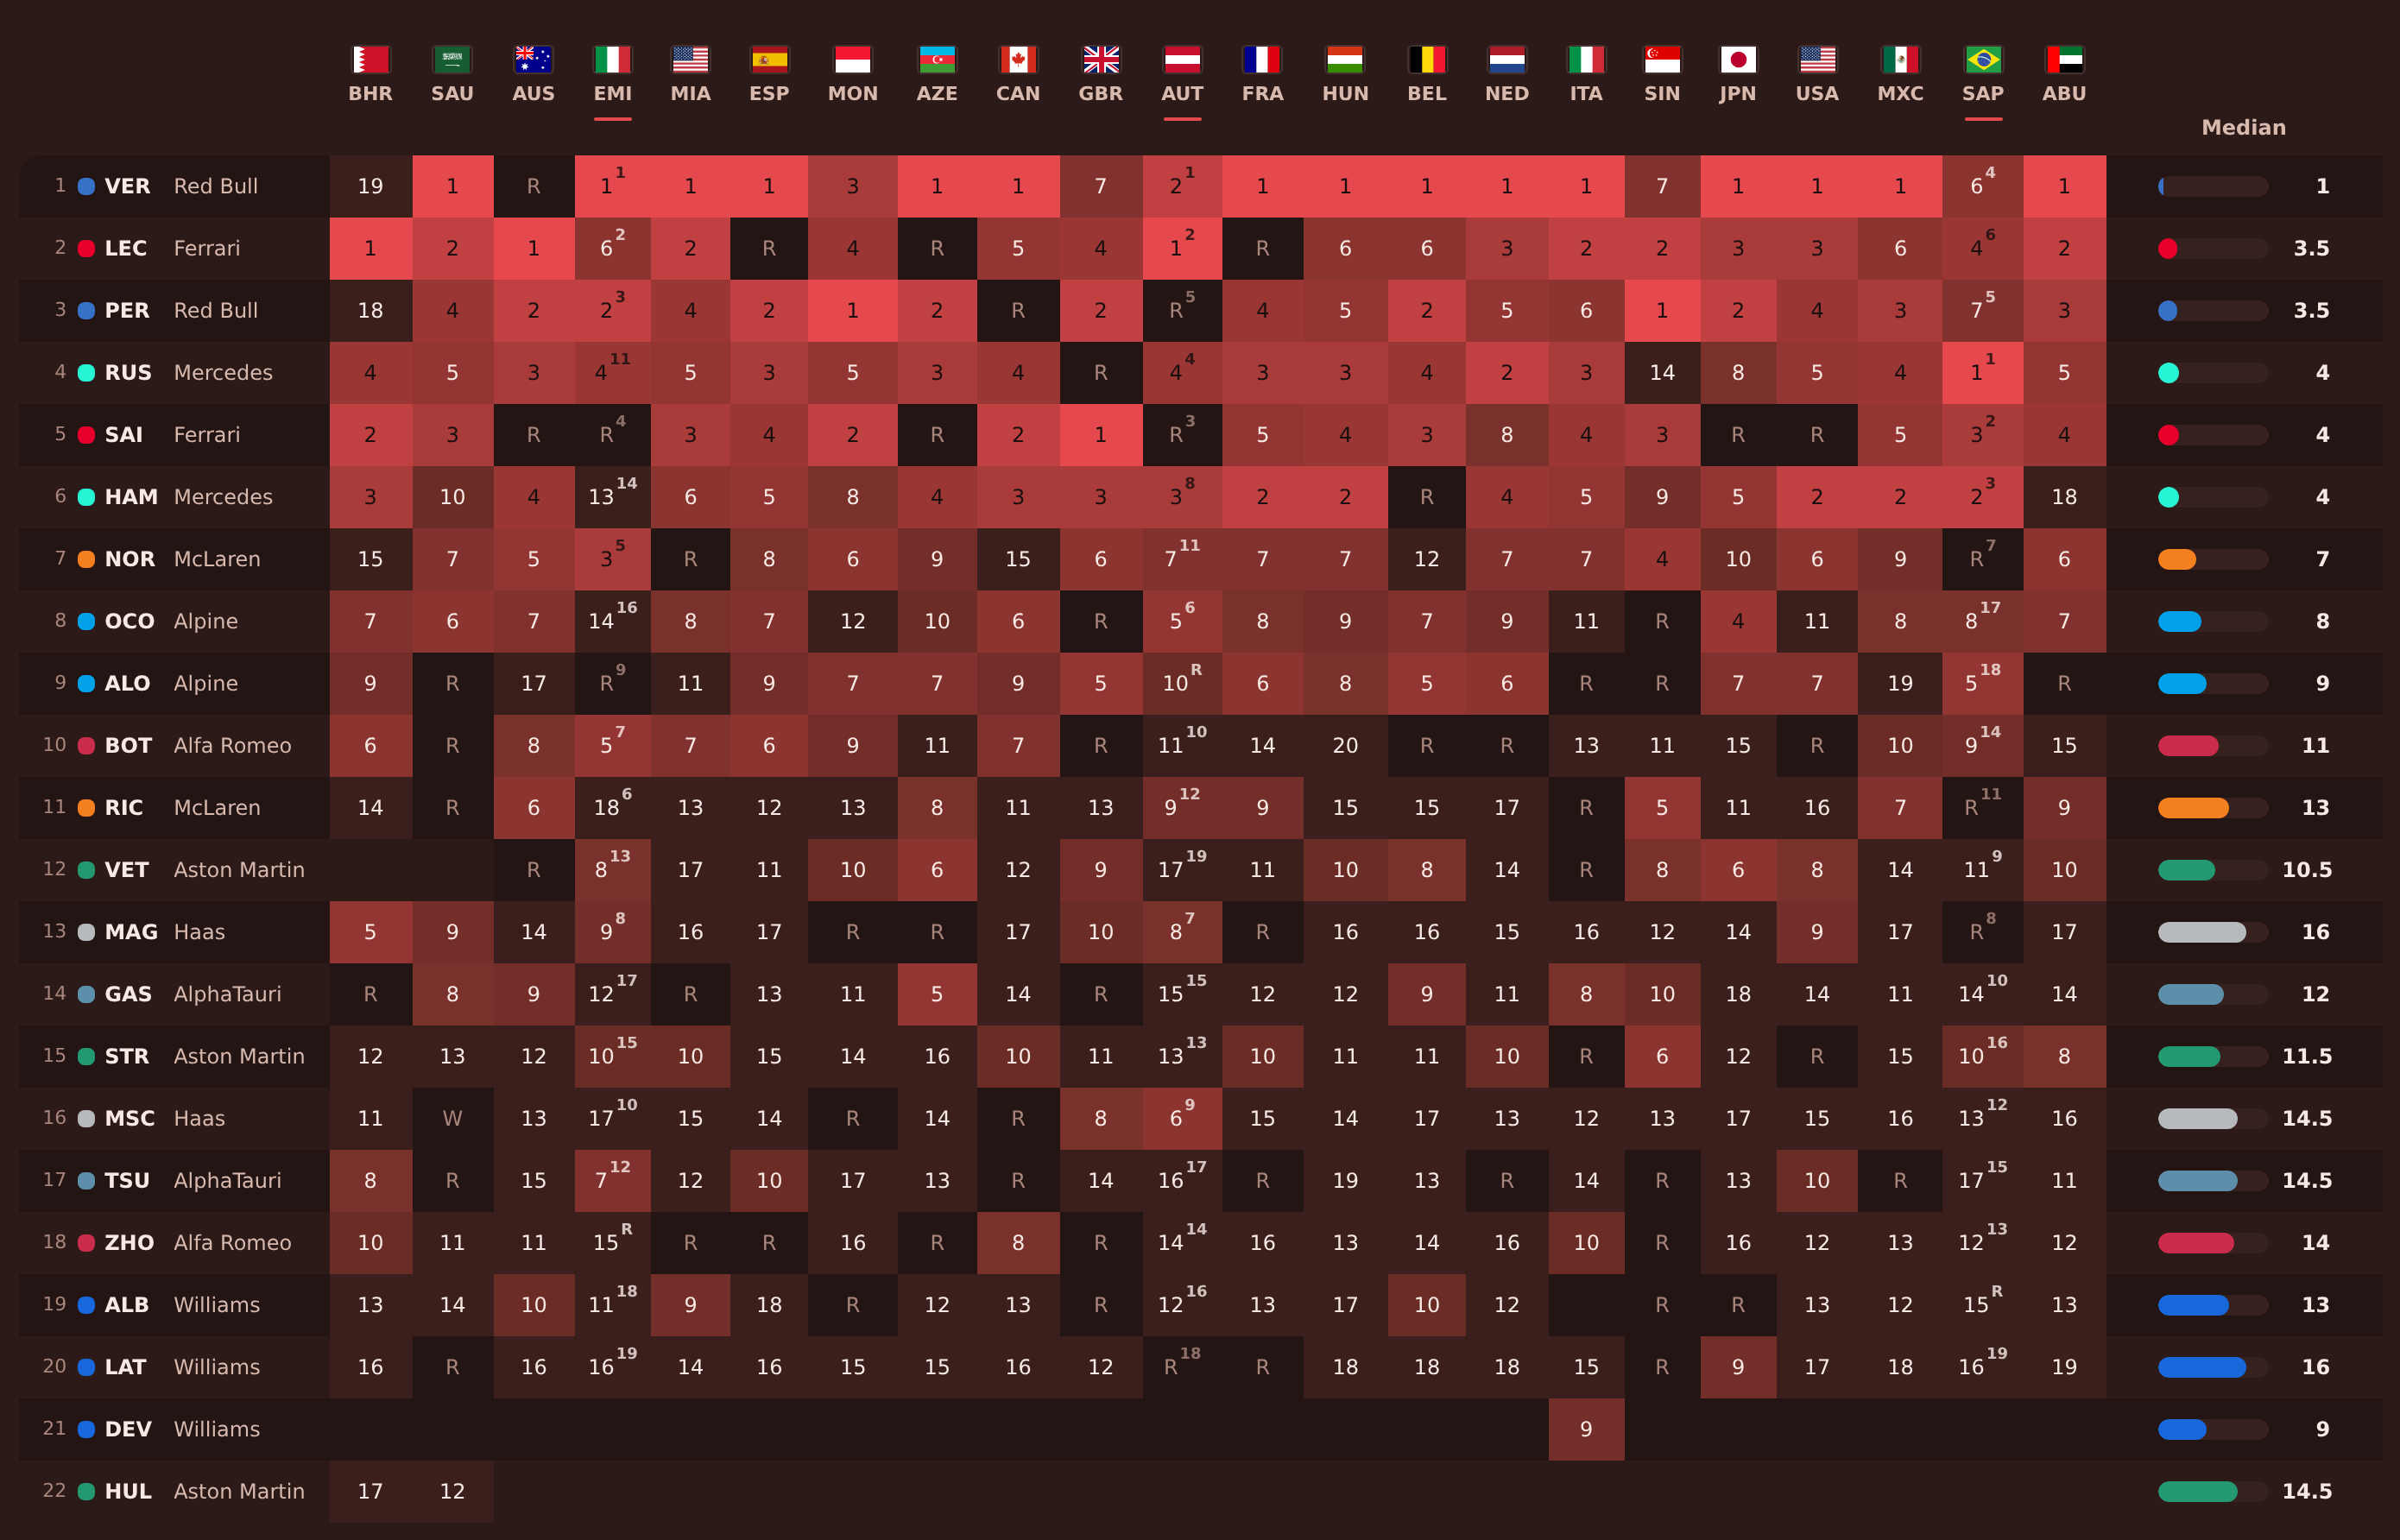 BHR SAU AUS EMI MIA ESP MON AZE CAN GBR AUT FRA HUN BEL NED ITA SIN JPN USA MXC SAP ABU
Median
1 VER Red Bull 19 1 R 1 1 1 1 3 1 1 7 2 1 1 1 1 1 1 7 1 1 1 6 4 1 1
2 LEC Ferrari 1 2 1 6 2 2 R 4 R 5 4 1 2 R 6 6 3 2 2 3 3 6 4 6 2 3.5
3 PER Red Bull 18 4 2 2 3 4 2 1 2 R 2 R 5 4 5 2 5 6 1 2 4 3 7 5 3 3.5
4 RUS Mercedes 4 5 3 4 11 5 3 5 3 4 R 4 4 3 3 4 2 3 14 8 5 4 1 1 5 4
5 SAI Ferrari 2 3 R R 4 3 4 2 R 2 1 R 3 5 4 3 8 4 3 R R 5 3 2 4 4
6 HAM Mercedes 3 10 4 13 14 6 5 8 4 3 3 3 8 2 2 R 4 5 9 5 2 2 2 3 18 4
7 NOR McLaren 15 7 5 3 5 R 8 6 9 15 6 7 11 7 7 12 7 7 4 10 6 9 R 7 6 7
8 OCO Alpine 7 6 7 14 16 8 7 12 10 6 R 5 6 8 9 7 9 11 R 4 11 8 8 17 7 8
9 ALO Alpine 9 R 17 R 9 11 9 7 7 9 5 10 R 6 8 5 6 R R 7 7 19 5 18 R 9
10 BOT Alfa Romeo 6 R 8 5 7 7 6 9 11 7 R 11 10 14 20 R R 13 11 15 R 10 9 14 15 11
11 RIC McLaren 14 R 6 18 6 13 12 13 8 11 13 9 12 9 15 15 17 R 5 11 16 7 R 11 9 13
12 VET Aston Martin R 8 13 17 11 10 6 12 9 17 19 11 10 8 14 R 8 6 8 14 11 9 10 10.5
13 MAG Haas 5 9 14 9 8 16 17 R R 17 10 8 7 R 16 16 15 16 12 14 9 17 R 8 17 16
14 GAS AlphaTauri R 8 9 12 17 R 13 11 5 14 R 15 15 12 12 9 11 8 10 18 14 11 14 10 14 12
15 STR Aston Martin 12 13 12 10 15 10 15 14 16 10 11 13 13 10 11 11 10 R 6 12 R 15 10 16 8 11.5
16 MSC Haas 11 W 13 17 10 15 14 R 14 R 8 6 9 15 14 17 13 12 13 17 15 16 13 12 16 14.5
17 TSU AlphaTauri 8 R 15 7 12 12 10 17 13 R 14 16 17 R 19 13 R 14 R 13 10 R 17 15 11 14.5
18 ZHO Alfa Romeo 10 11 11 15 R R R 16 R 8 R 14 14 16 13 14 16 10 R 16 12 13 12 13 12 14
19 ALB Williams 13 14 10 11 18 9 18 R 12 13 R 12 16 13 17 10 12 R R 13 12 15 R 13 13
20 LAT Williams 16 R 16 16 19 14 16 15 15 16 12 R 18 R 18 18 18 15 R 9 17 18 16 19 19 16
21 DEV Williams 9 9
22 HUL Aston Martin 17 12 14.5